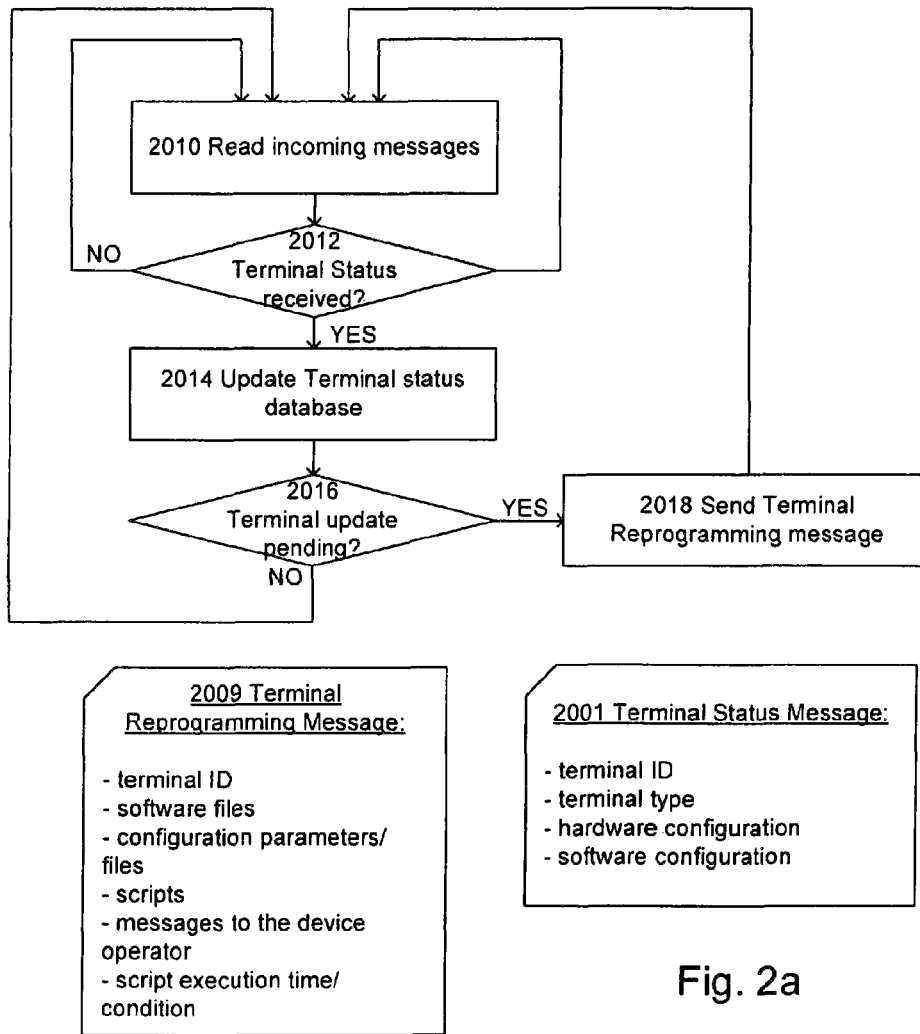 2010 Read incoming messages
2012
Terminal Status
received?
NO
YES
2014 Update Terminal status
database
2016
Terminal update
pending?
YES
NO
2018 Send Terminal
Reprogramming message
2009 Terminal
Reprogramming Message:
- terminal ID
- software files
- configuration parameters/
files
- scripts
- messages to the device
operator
- script execution time/
condition
2001 Terminal Status Message:
- terminal ID
- terminal type
- hardware configuration
- software configuration
Fig. 2a